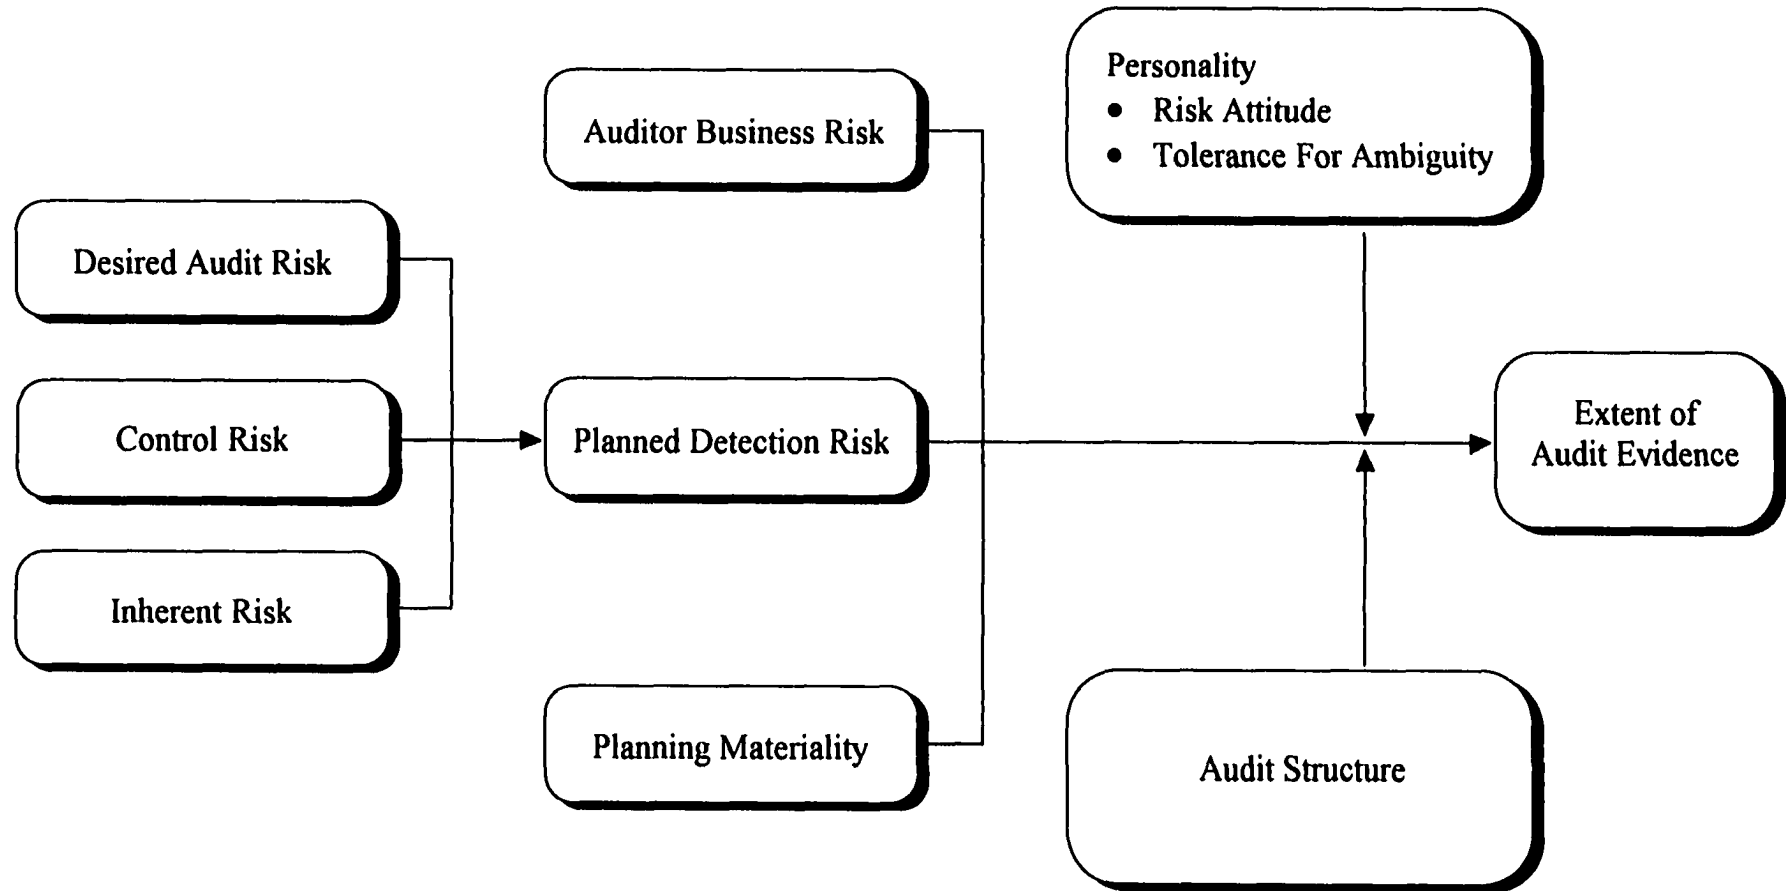 Personality
• Risk Attitude
• Tolerance For Ambiguity
Auditor Business Risk
Desired Audit Risk
Control Risk
Planned Detection Risk
Extent of
Audit Evidence
Inherent Risk
Planning Materiality
Audit Structure